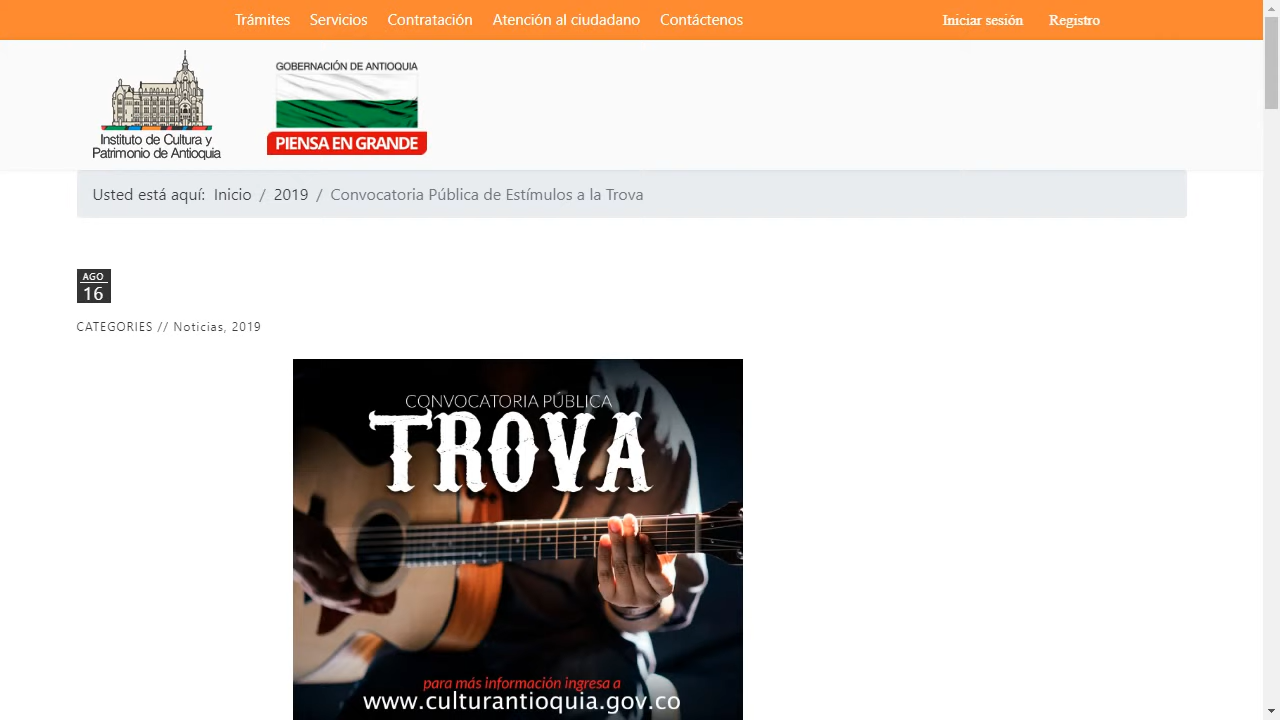 Trámites Servicios Contratación Atención al ciudadano Contáctenos Iniciar sesión Registro
GOBERNACIÓN DE ANTIOQUIA
PIENSA EN GRANDE
Instituto de Cultura y
Patrimonio de Antioquia
Usted está aquí: Inicio / 2019 / Convocatoria Pública de Estímulos a la Trova
AGO
16
CATEGORIES // Noticias, 2019
CONVOCATORIA PÚBLICA
TROVA
para más información ingresa a
www.culturantioquia.gov.co